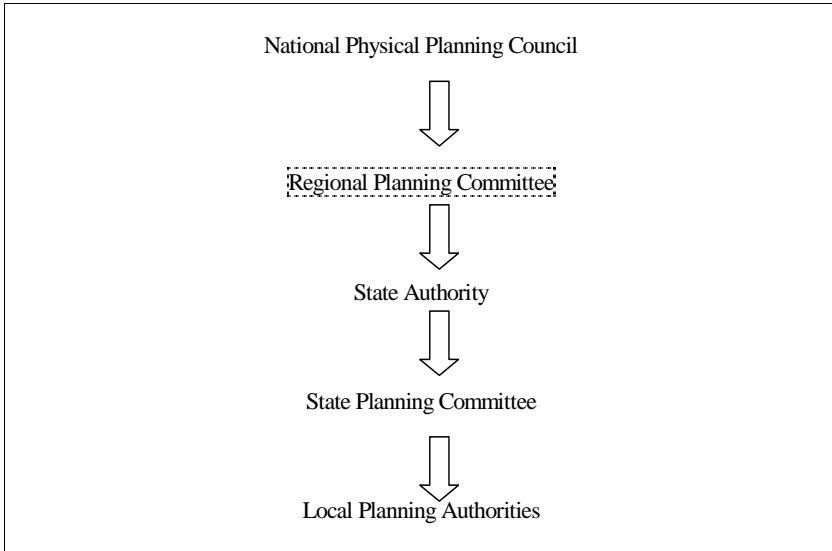 National Physical Planning Council
Regional Planning Committee
State Authority
State Planning Committee
Local Planning Authorities